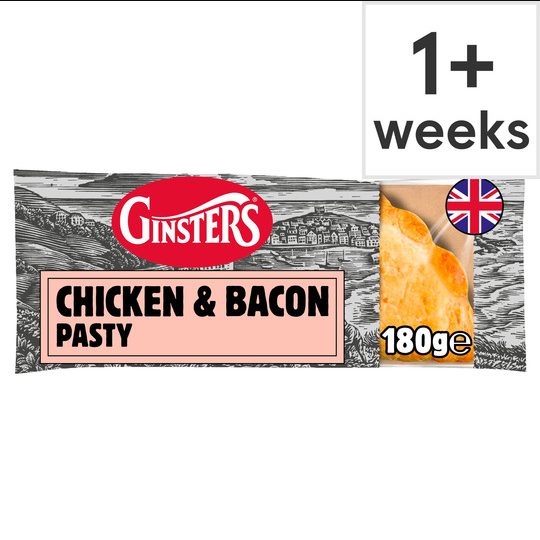 1+
weeks
GINSTERS®
CHICKEN & BACON
PASTY
180g℮